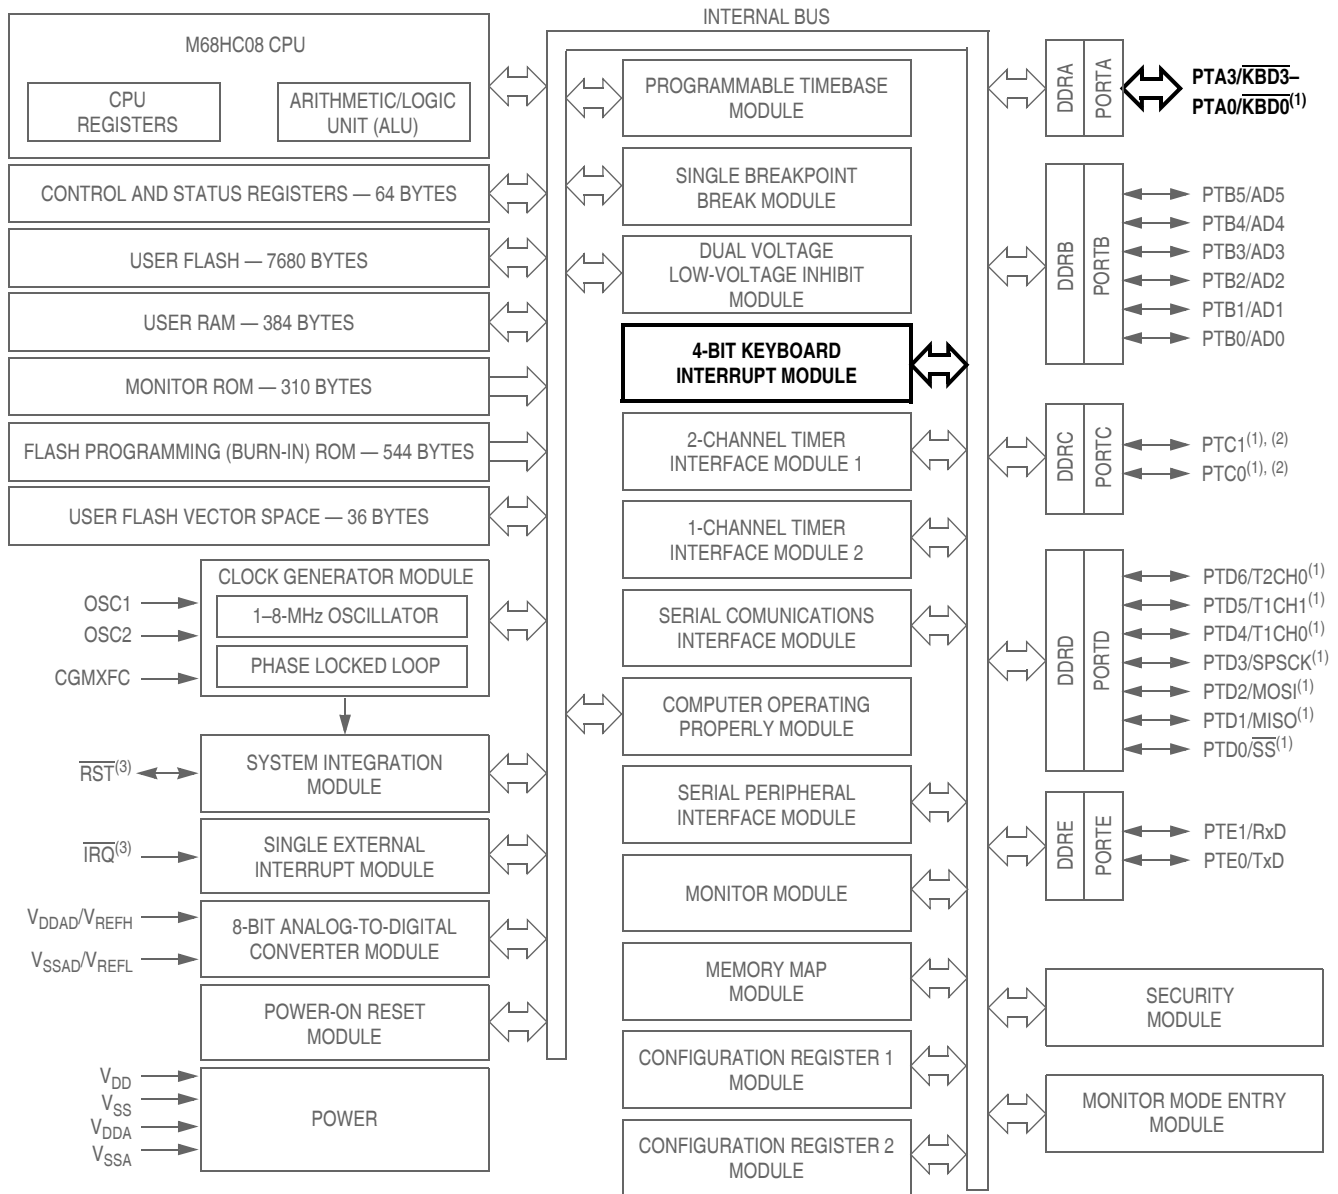 INTERNAL BUS
M68HC08 CPU
CPU
REGISTERS
ARITHMETIC/LOGIC
UNIT (ALU)
CONTROL AND STATUS REGISTERS — 64 BYTES
USER FLASH — 7680 BYTES
USER RAM — 384 BYTES
MONITOR ROM — 310 BYTES
FLASH PROGRAMMING (BURN-IN) ROM — 544 BYTES
USER FLASH VECTOR SPACE — 36 BYTES
CLOCK GENERATOR MODULE
1–8-MHz OSCILLATOR
PHASE LOCKED LOOP
OSC1
OSC2
CGMXFC
SYSTEM INTEGRATION
MODULE
RST(3)
SINGLE EXTERNAL
INTERRUPT MODULE
IRQ(3)
8-BIT ANALOG-TO-DIGITAL
CONVERTER MODULE
VDDAD/VREFH
VSSAD/VREFL
POWER-ON RESET
MODULE
VDD
VSS
VDDA
VSSA
POWER
PROGRAMMABLE TIMEBASE
MODULE
SINGLE BREAKPOINT
BREAK MODULE
DUAL VOLTAGE
LOW-VOLTAGE INHIBIT
MODULE
4-BIT KEYBOARD
INTERRUPT MODULE
2-CHANNEL TIMER
INTERFACE MODULE 1
1-CHANNEL TIMER
INTERFACE MODULE 2
SERIAL COMUNICATIONS
INTERFACE MODULE
COMPUTER OPERATING
PROPERLY MODULE
SERIAL PERIPHERAL
INTERFACE MODULE
MONITOR MODULE
MEMORY MAP
MODULE
CONFIGURATION REGISTER 1
MODULE
CONFIGURATION REGISTER 2
MODULE
DDRA
PORTA
PTA3/KBD3–
PTA0/KBD0(1)
DDRB
PORTB
PTB5/AD5
PTB4/AD4
PTB3/AD3
PTB2/AD2
PTB1/AD1
PTB0/AD0
DDRC
PORTC
PTC1(1), (2)
PTC0(1), (2)
DDRD
PORTD
PTD6/T2CH0(1)
PTD5/T1CH1(1)
PTD4/T1CH0(1)
PTD3/SPSCK(1)
PTD2/MOSI(1)
PTD1/MISO(1)
PTD0/SS(1)
DDRE
PORTE
PTE1/RxD
PTE0/TxD
SECURITY
MODULE
MONITOR MODE ENTRY
MODULE